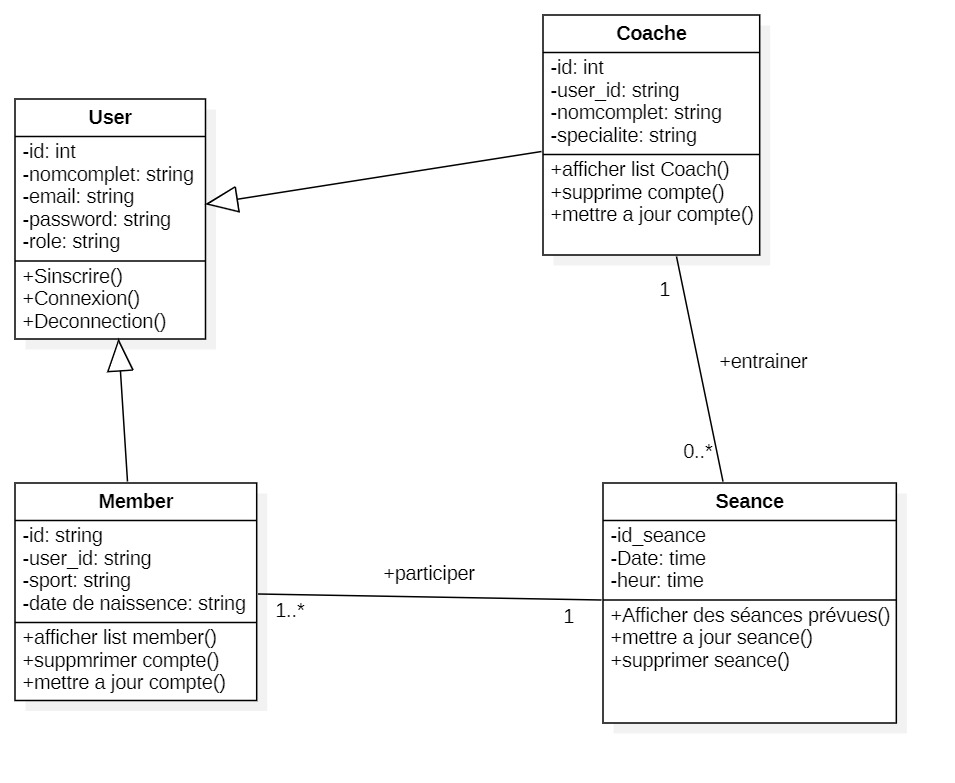 Coache
-id: int
-user_id: string
-nomcomplet: string
-specialite: string
+afficher list Coach()
+supprime compte()
+mettre a jour compte()
User
-id: int
-nomcomplet: string
-email: string
-password: string
-role: string
+Sinscrire()
+Connexion()
+Deconnection()
1
+entrainer
0..*
Member
-id: string
-user_id: string
-sport: string
-date de naissence: string
+afficher list member()
+suppmrimer compte()
+mettre a jour compte()
+participer
1..*
1
Seance
-id_seance
-Date: time
-heur: time
+Afficher des séances prévues()
+mettre a jour seance()
+supprimer seance()